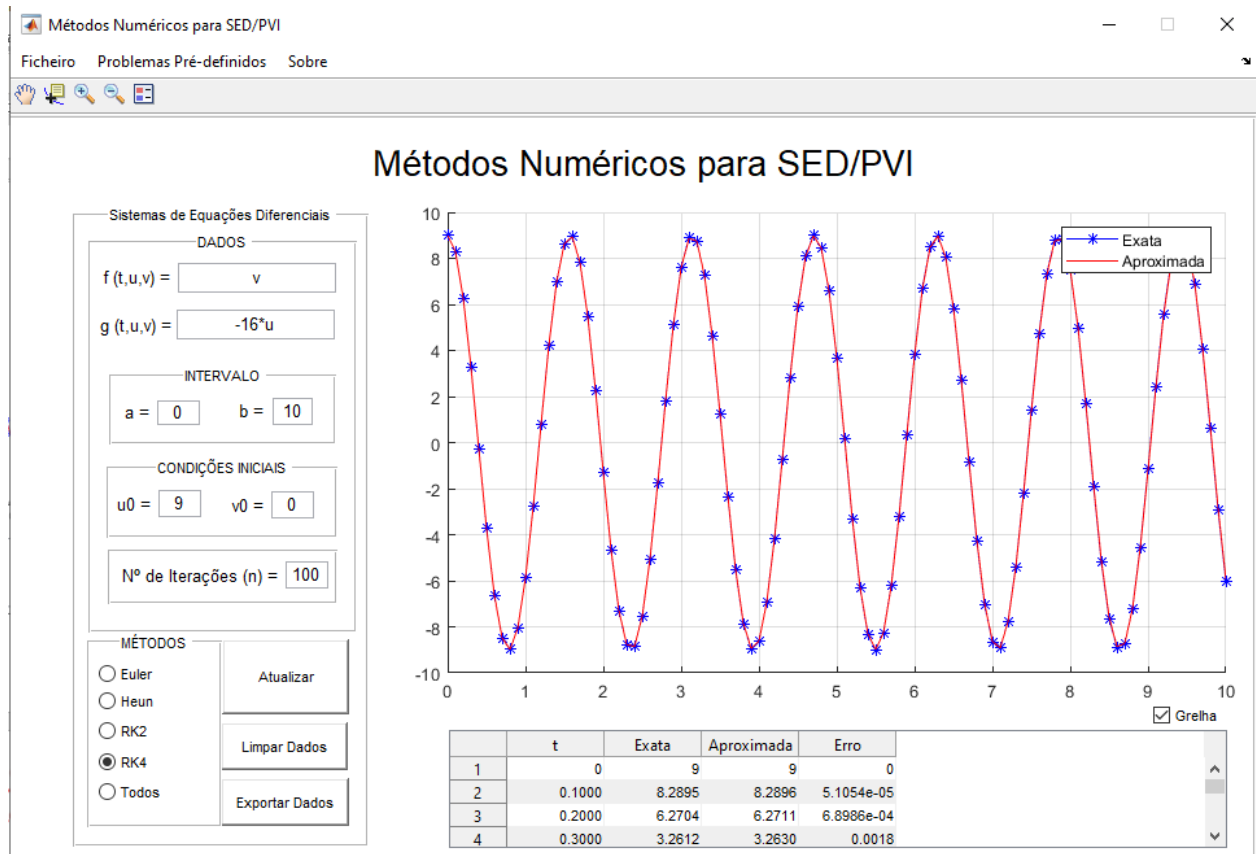 Métodos Numéricos para SED/PVI
Ficheiro Problemas Pré-definidos Sobre
Métodos Numéricos para SED/PVI
Sistemas de Equações Diferenciais
DADOS
f (t,u,v) = v
g (t,u,v) = -16*u
INTERVALO
a = 0 b = 10
CONDIÇÕES INICIAIS
u0 = 9 v0 = 0
Nº de Iterações (n) = 100
MÉTODOS
Euler
Heun
RK2
RK4
Todos
Atualizar
Limpar Dados
Exportar Dados
10
8
6
4
2
0
-2
-4
-6
-8
-10
0 1 2 3 4 5 6 7 8 9 10
Exata
Aproximada
Grelha
t Exata Aproximada Erro
1 0 9 9 0
2 0.1000 8.2895 8.2896 5.1054e-05
3 0.2000 6.2704 6.2711 6.8986e-04
4 0.3000 3.2612 3.2630 0.0018